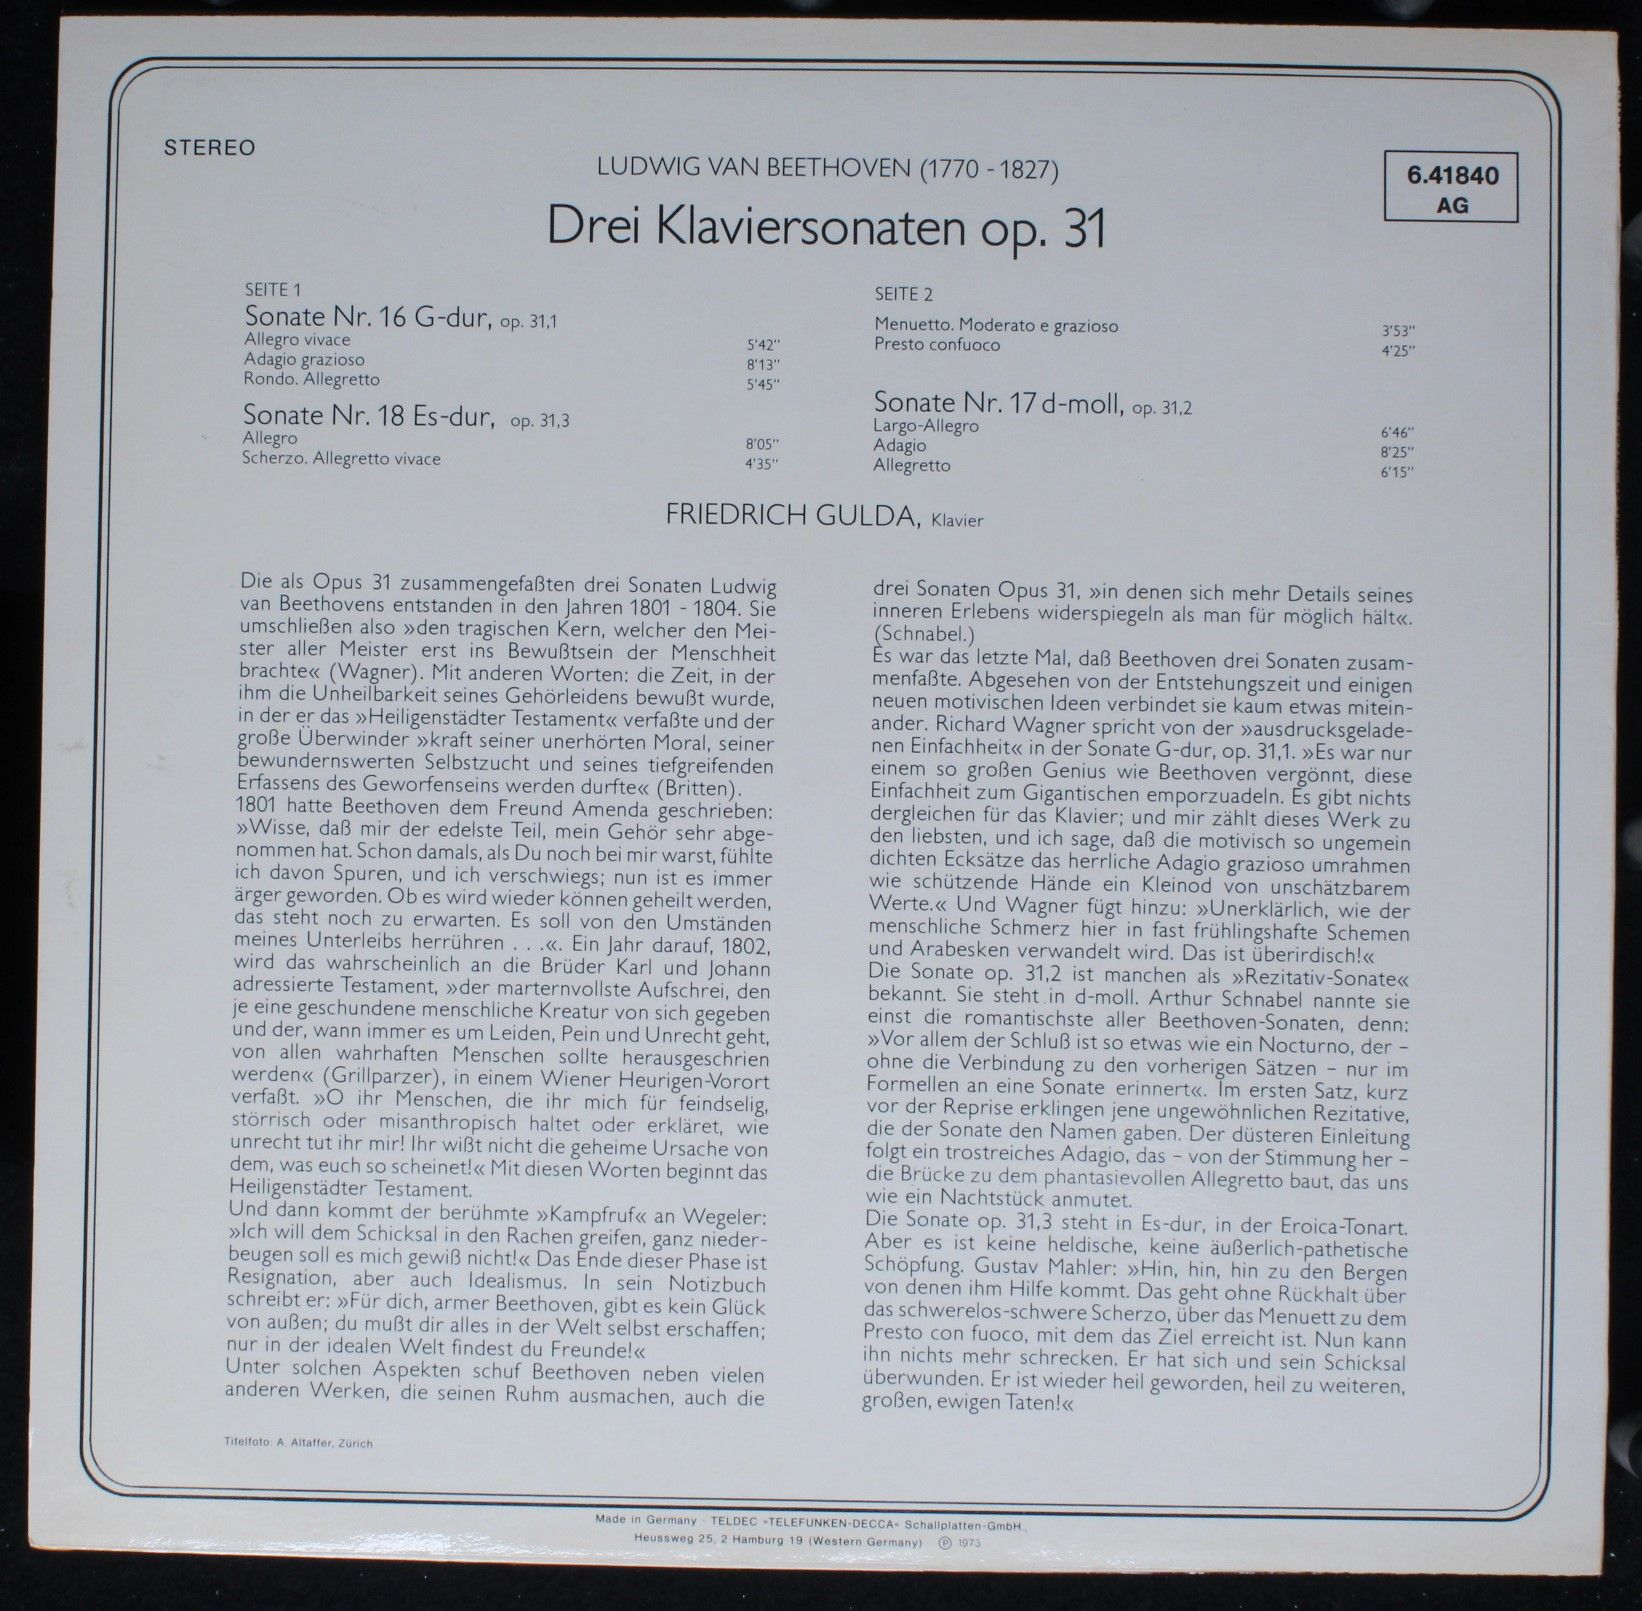 STEREO
LUDWIG VAN BEETHOVEN (1770 - 1827)
6.41840
AG
Drei Klaviersonaten op. 31
SEITE 1
Sonate Nr. 16 G-dur, op. 31,1
Allegro vivace 5'42"
Adagio grazioso 8'13"
Rondo. Allegretto 5'45"
Sonate Nr. 18 Es-dur, op. 31,3
Allegro 8'05"
Scherzo. Allegretto vivace 4'35"
SEITE 2
Menuetto. Moderato e grazioso 3'53"
Presto confuoco 4'25"
Sonate Nr. 17 d-moll, op. 31,2
Largo-Allegro 6'46"
Adagio 8'25"
Allegretto 6'15"
FRIEDRICH GULDA, Klavier
Die als Opus 31 zusammengefaßten drei Sonaten Ludwig
van Beethovens entstanden in den Jahren 1801 - 1804. Sie
umschließen also »den tragischen Kern, welcher den Mei-
ster aller Meister erst ins Bewußtsein der Menschheit
brachte« (Wagner). Mit anderen Worten: die Zeit, in der
ihm die Unheilbarkeit seines Gehörleidens bewußt wurde,
in der er das »Heiligenstädter Testament« verfaßte und der
große Überwinder »kraft seiner unerhörten Moral, seiner
bewundernswerten Selbstzucht und seines tiefgreifenden
Erfassens des Geworfenseins werden durfte« (Britten).
1801 hatte Beethoven dem Freund Amenda geschrieben:
»Wisse, daß mir der edelste Teil, mein Gehör sehr abge-
nommen hat. Schon damals, als Du noch bei mir warst, fühlte
ich davon Spuren, und ich verschwiegs; nun ist es immer
ärger geworden. Ob es wird wieder können geheilt werden,
das steht noch zu erwarten. Es soll von den Umständen
meines Unterleibs herrühren . . .«. Ein Jahr darauf, 1802,
wird das wahrscheinlich an die Brüder Karl und Johann
adressierte Testament, »der marternvollste Aufschrei, den
je eine geschundene menschliche Kreatur von sich gegeben
und der, wann immer es um Leiden, Pein und Unrecht geht,
von allen wahrhaften Menschen sollte herausgeschrien
werden« (Grillparzer), in einem Wiener Heurigen-Vorort
verfaßt. »O ihr Menschen, die ihr mich für feindselig,
störrisch oder misanthropisch haltet oder erkläret, wie
unrecht tut ihr mir! Ihr wißt nicht die geheime Ursache von
dem, was euch so scheinet!« Mit diesen Worten beginnt das
Heiligenstädter Testament.
Und dann kommt der berühmte »Kampfruf« an Wegeler:
»Ich will dem Schicksal in den Rachen greifen, ganz nieder-
beugen soll es mich gewiß nicht!« Das Ende dieser Phase ist
Resignation, aber auch Idealismus. In sein Notizbuch
schreibt er: »Für dich, armer Beethoven, gibt es kein Glück
von außen; du mußt dir alles in der Welt selbst erschaffen;
nur in der idealen Welt findest du Freunde!«
Unter solchen Aspekten schuf Beethoven neben vielen
anderen Werken, die seinen Ruhm ausmachen, auch die
drei Sonaten Opus 31, »in denen sich mehr Details seines
inneren Erlebens widerspiegeln als man für möglich hält«.
(Schnabel.)
Es war das letzte Mal, daß Beethoven drei Sonaten zusam-
menfaßte. Abgesehen von der Entstehungszeit und einigen
neuen motivischen Ideen verbindet sie kaum etwas mitein-
ander. Richard Wagner spricht von der »ausdrucksgelade-
nen Einfachheit« in der Sonate G-dur, op. 31,1. »Es war nur
einem so großen Genius wie Beethoven vergönnt, diese
Einfachheit zum Gigantischen emporzuadeln. Es gibt nichts
dergleichen für das Klavier; und mir zählt dieses Werk zu
den liebsten, und ich sage, daß die motivisch so ungemein
dichten Ecksätze das herrliche Adagio grazioso umrahmen
wie schützende Hände ein Kleinod von unschätzbarem
Werte.« Und Wagner fügt hinzu: »Unerklärlich, wie der
menschliche Schmerz hier in fast frühlingshafte Schemen
und Arabesken verwandelt wird. Das ist überirdisch!«
Die Sonate op. 31,2 ist manchen als »Rezitativ-Sonate«
bekannt. Sie steht in d-moll. Arthur Schnabel nannte sie
einst die romantischste aller Beethoven-Sonaten, denn:
»Vor allem der Schluß ist so etwas wie ein Nocturno, der –
ohne die Verbindung zu den vorherigen Sätzen – nur im
Formellen an eine Sonate erinnert«. Im ersten Satz, kurz
vor der Reprise erklingen jene ungewöhnlichen Rezitative,
die der Sonate den Namen gaben. Der düsteren Einleitung
folgt ein trostreiches Adagio, das – von der Stimmung her –
die Brücke zu dem phantasievollen Allegretto baut, das uns
wie ein Nachtstück anmutet.
Die Sonate op. 31,3 steht in Es-dur, in der Eroica-Tonart.
Aber es ist keine heldische, keine äußerlich-pathetische
Schöpfung. Gustav Mahler: »Hin, hin, hin zu den Bergen
von denen ihm Hilfe kommt. Das geht ohne Rückhalt über
das schwerelos-schwere Scherzo, über das Menuett zu dem
Presto con fuoco, mit dem das Ziel erreicht ist. Nun kann
ihn nichts mehr schrecken. Er hat sich und sein Schicksal
überwunden. Er ist wieder heil geworden, heil zu weiteren,
großen, ewigen Taten!«
Titelfoto: A. Altaffer, Zürich
Made in Germany · TELDEC »TELEFUNKEN-DECCA« Schallplatten-GmbH.,
Heussweg 25, 2 Hamburg 19 (Western Germany) Ⓟ 1973